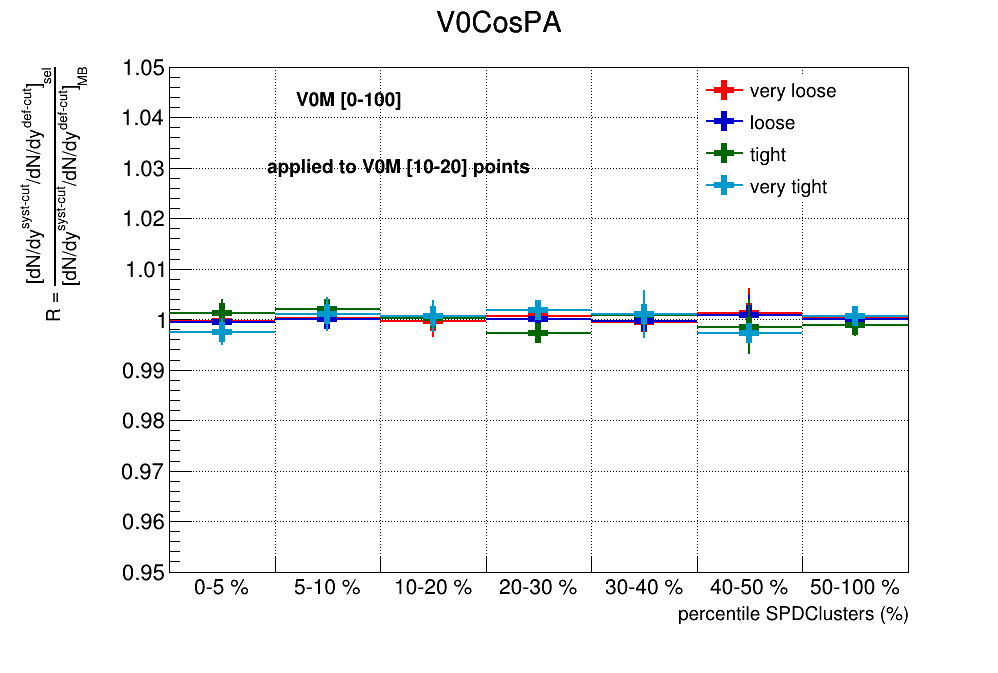 V0CosPA
R = [dN/dy^syst-cut/dN/dy^def-cut]_sel / [dN/dy^syst-cut/dN/dy^def-cut]_MB
1.05
1.04
1.03
1.02
1.01
1
0.99
0.98
0.97
0.96
0.95
V0M [0-100]
applied to V0M [10-20] points
very loose
loose
tight
very tight
0-5 % 5-10 % 10-20 % 20-30 % 30-40 % 40-50 % 50-100 %
percentile SPDClusters (%)